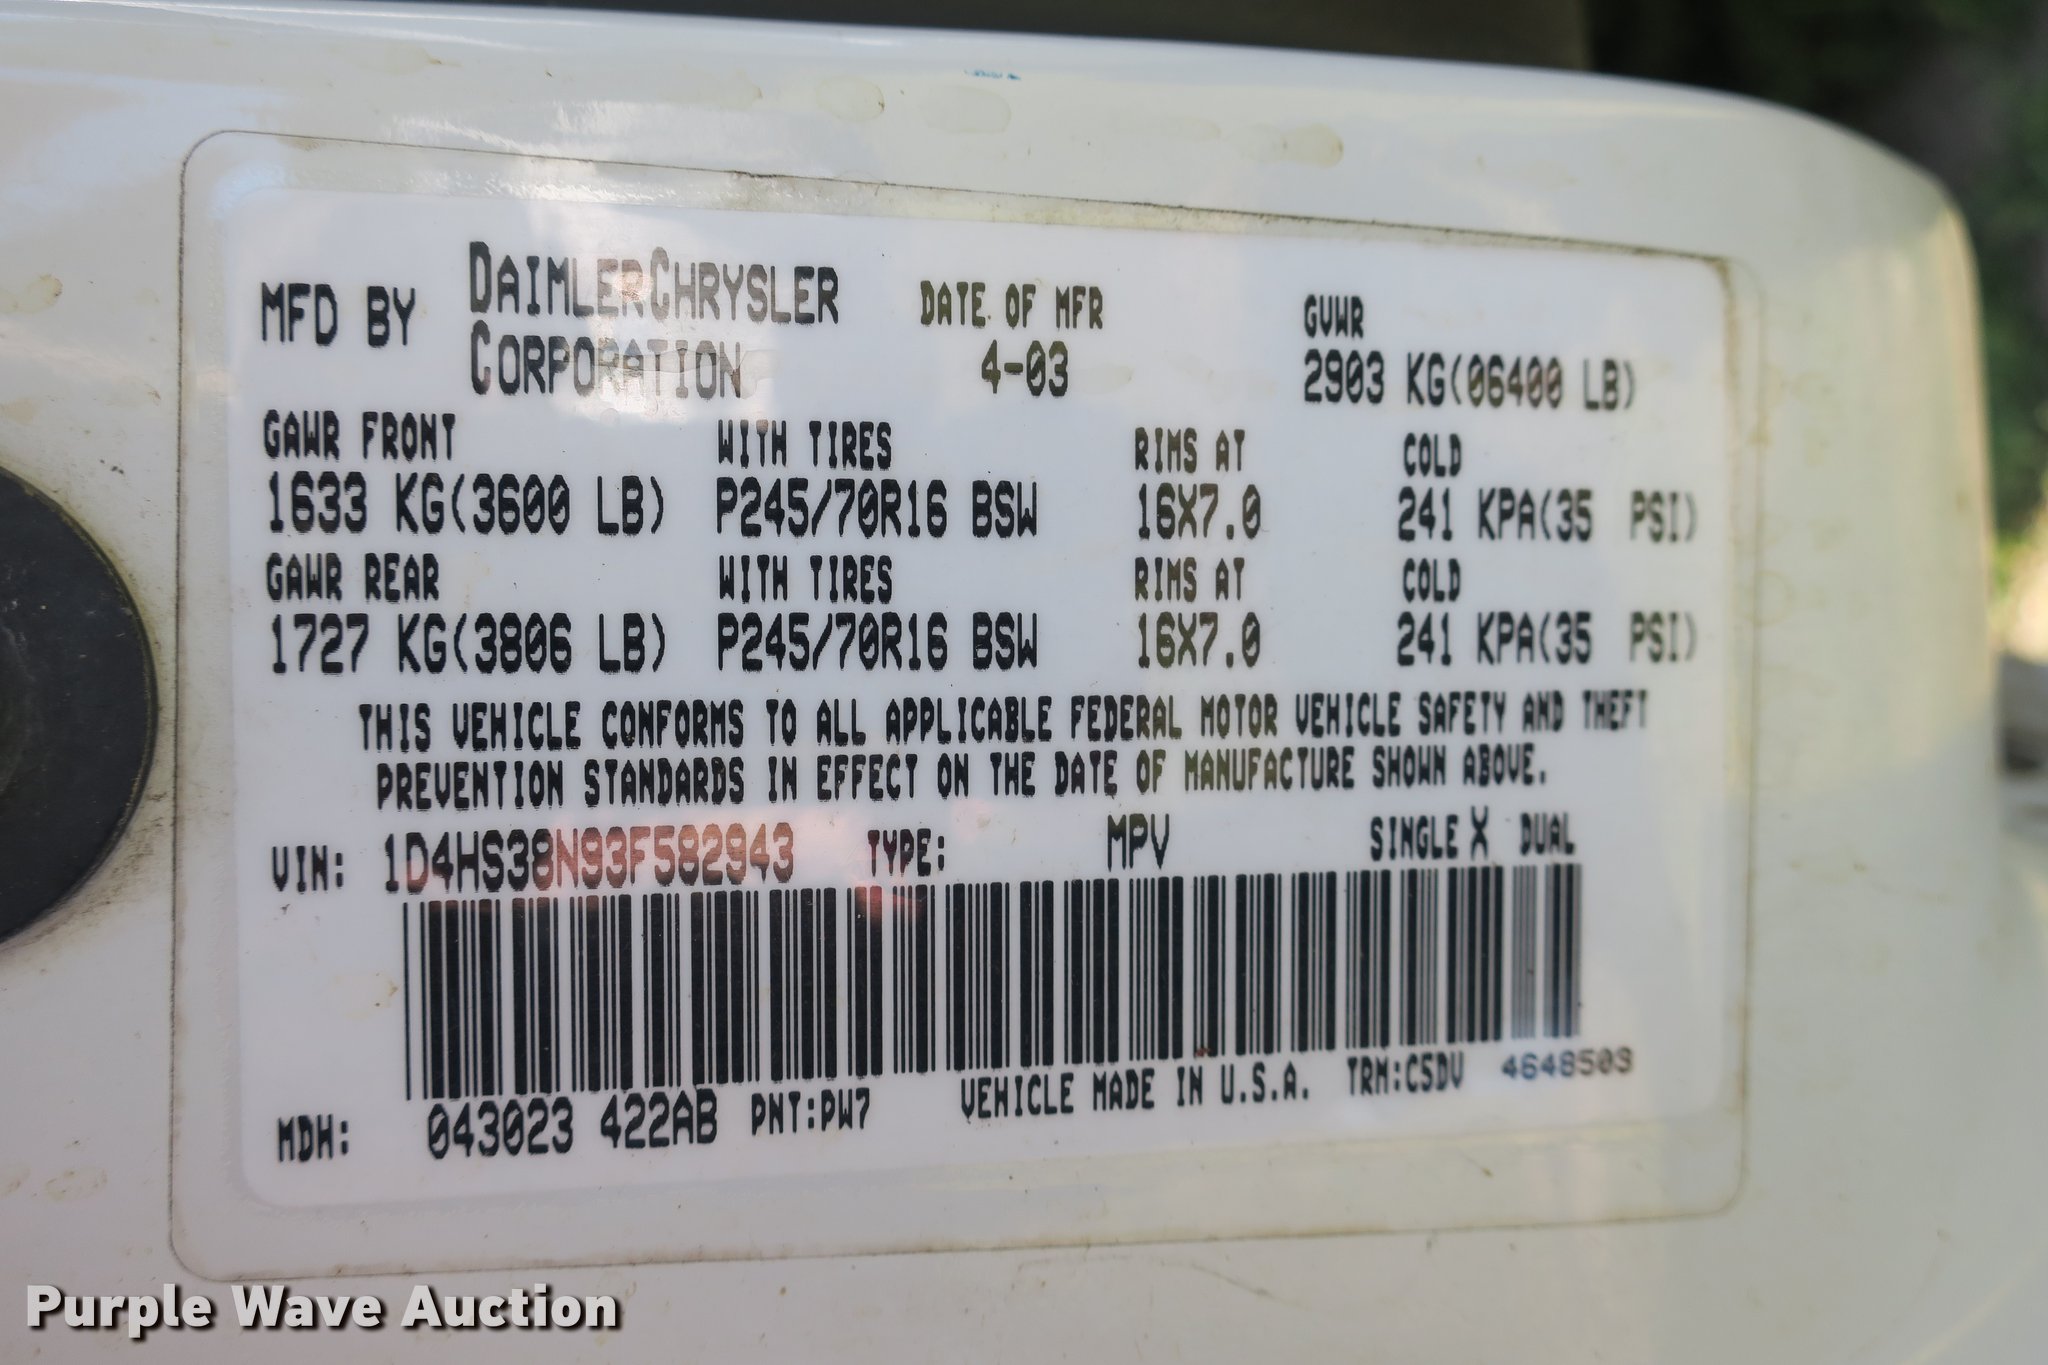 MFD BY DAIMLERCHRYSLER CORPORATION DATE OF MFR 4-03 GVWR 2903 KG(06400 LB)
GAWR FRONT WITH TIRES RIMS AT COLD
1633 KG(3600 LB) P245/70R16 BSW 16X7.0 241 KPA(35 PSI)
GAWR REAR WITH TIRES RIMS AT COLD
1727 KG(3806 LB) P245/70R16 BSW 16X7.0 241 KPA(35 PSI)
THIS VEHICLE CONFORMS TO ALL APPLICABLE FEDERAL MOTOR VEHICLE SAFETY AND THEFT
PREVENTION STANDARDS IN EFFECT ON THE DATE OF MANUFACTURE SHOWN ABOVE.
VIN: 1D4HS38N93F582943 TYPE: MPV SINGLE X DUAL
MDH: 043023 422AB PNT:PW7 VEHICLE MADE IN U.S.A. TRM:C5DV 4648503
Purple Wave Auction